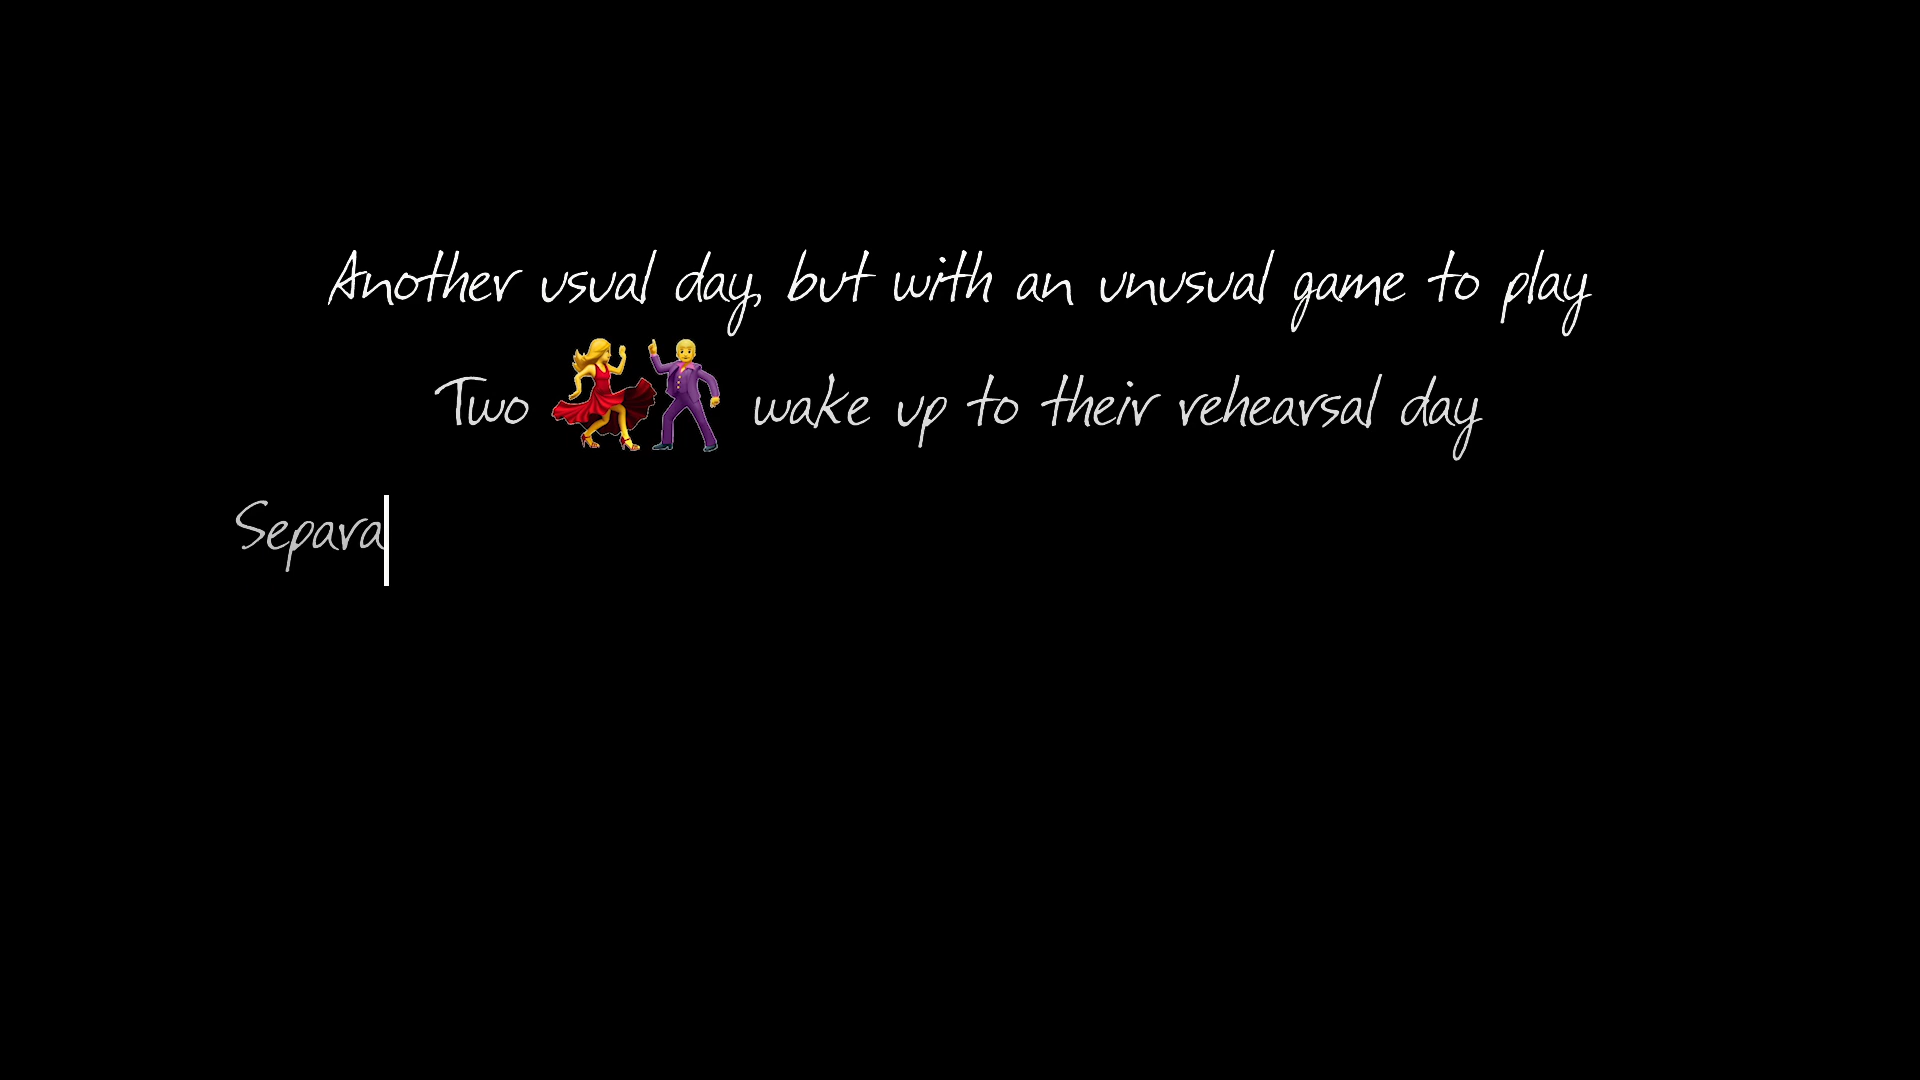 Another usual day, but with an unusual game to play
Two 💃🕺 wake up to their rehearsal day
Separa